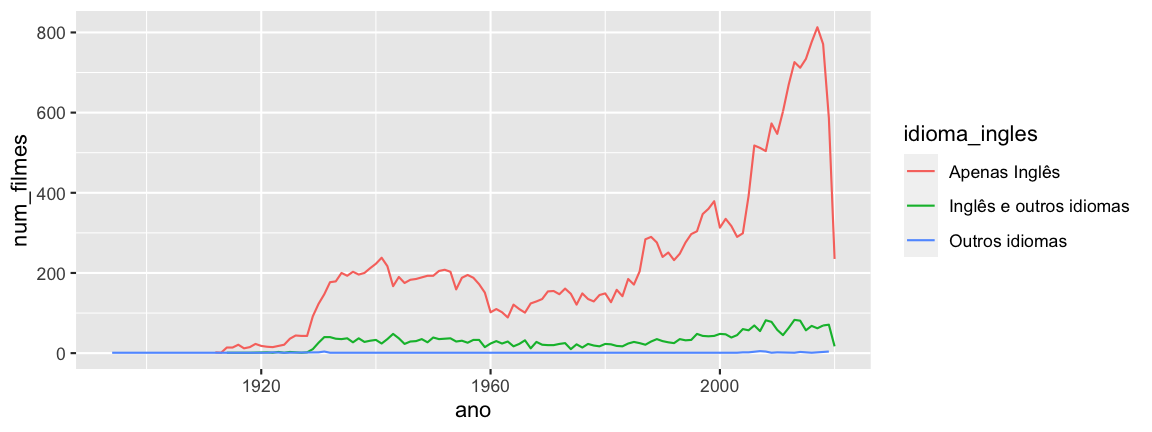 800
600
400
200
0
num_filmes
1920
1960
2000
ano
idioma_ingles
Apenas Inglês
Inglês e outros idiomas
Outros idiomas